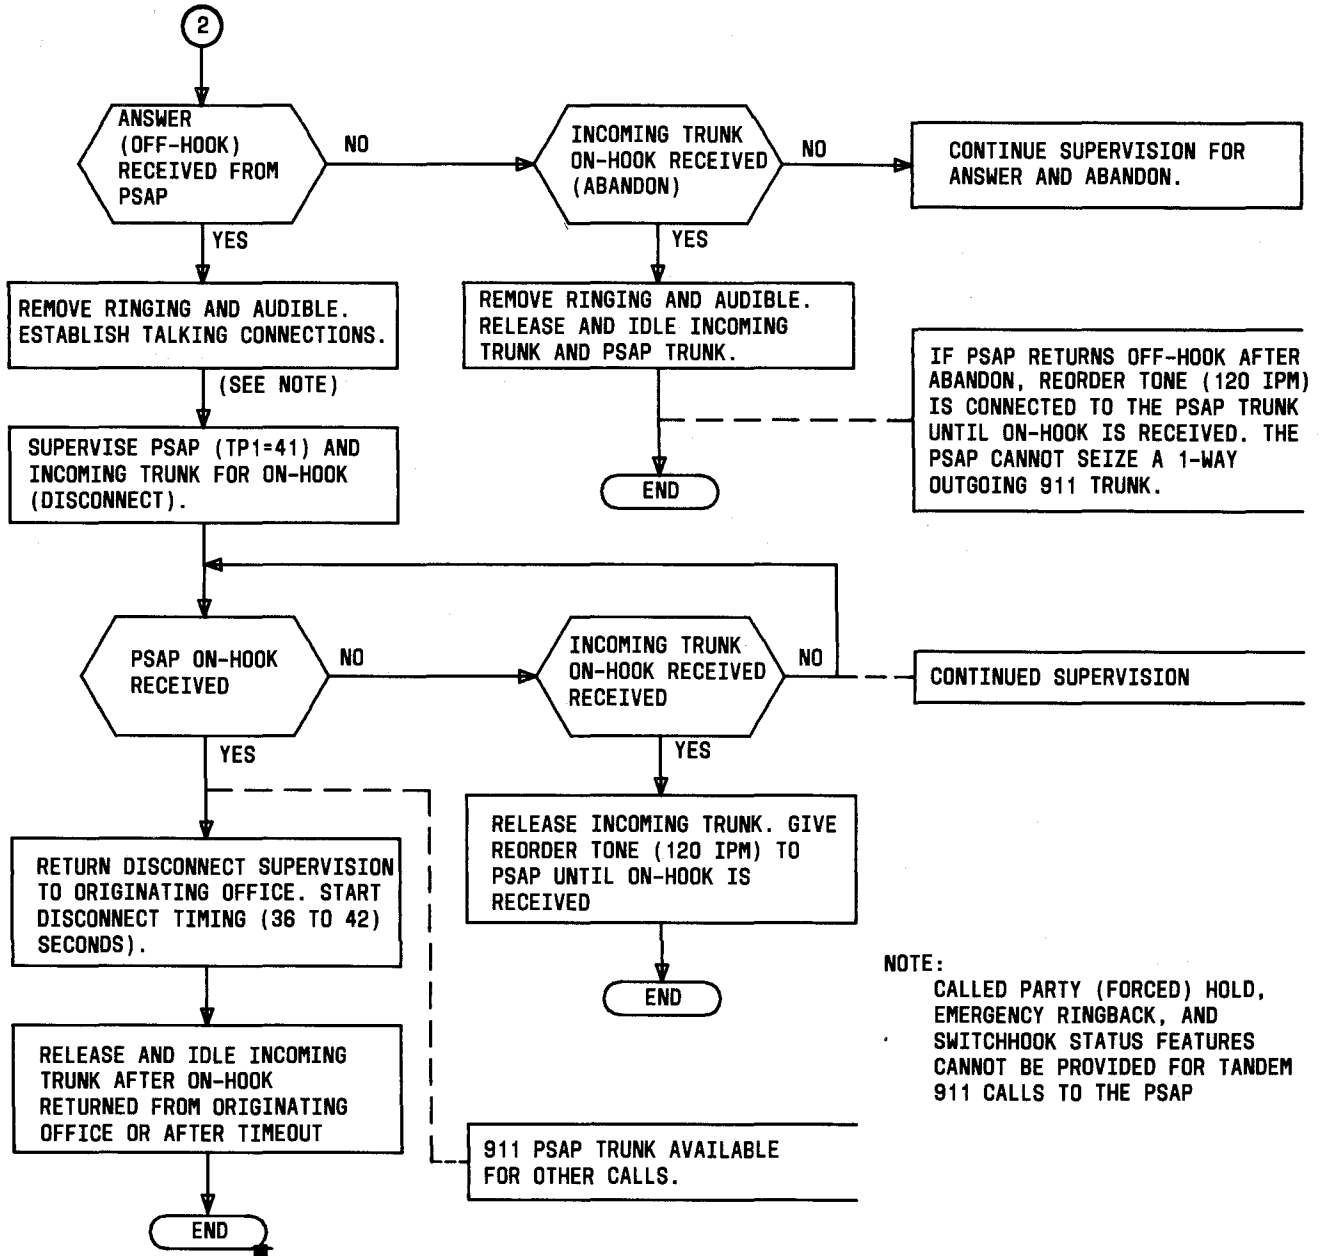 2
ANSWER
(OFF-HOOK)
RECEIVED FROM
PSAP
NO
INCOMING TRUNK
ON-HOOK RECEIVED
(ABANDON)
NO
CONTINUE SUPERVISION FOR
ANSWER AND ABANDON.
YES
YES
REMOVE RINGING AND AUDIBLE.
ESTABLISH TALKING CONNECTIONS.
REMOVE RINGING AND AUDIBLE.
RELEASE AND IDLE INCOMING
TRUNK AND PSAP TRUNK.
IF PSAP RETURNS OFF-HOOK AFTER
ABANDON, REORDER TONE (120 IPM)
IS CONNECTED TO THE PSAP TRUNK
UNTIL ON-HOOK IS RECEIVED. THE
PSAP CANNOT SEIZE A 1-WAY
OUTGOING 911 TRUNK.
(SEE NOTE)
SUPERVISE PSAP (TP1=41) AND
INCOMING TRUNK FOR ON-HOOK
(DISCONNECT).
END
PSAP ON-HOOK
RECEIVED
NO
INCOMING TRUNK
ON-HOOK RECEIVED
RECEIVED
NO
CONTINUED SUPERVISION
YES
YES
RETURN DISCONNECT SUPERVISION
TO ORIGINATING OFFICE. START
DISCONNECT TIMING (36 TO 42)
SECONDS).
RELEASE INCOMING TRUNK. GIVE
REORDER TONE (120 IPM) TO
PSAP UNTIL ON-HOOK IS
RECEIVED
END
NOTE:
CALLED PARTY (FORCED) HOLD,
EMERGENCY RINGBACK, AND
SWITCHHOOK STATUS FEATURES
CANNOT BE PROVIDED FOR TANDEM
911 CALLS TO THE PSAP
RELEASE AND IDLE INCOMING
TRUNK AFTER ON-HOOK
RETURNED FROM ORIGINATING
OFFICE OR AFTER TIMEOUT
911 PSAP TRUNK AVAILABLE
FOR OTHER CALLS.
END